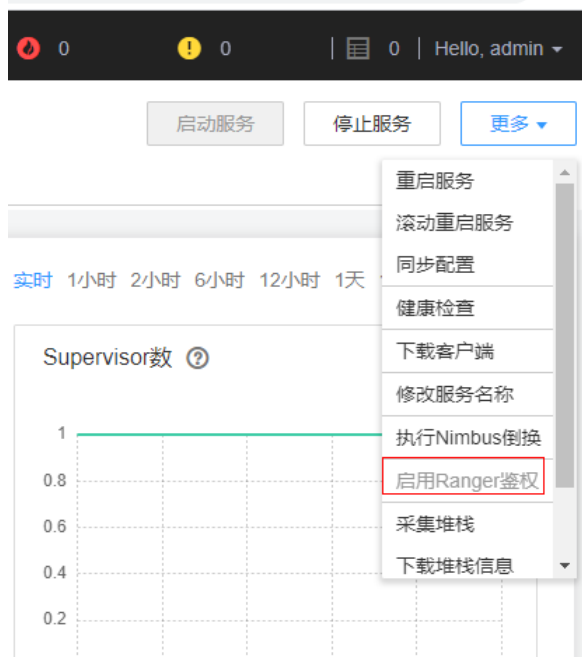 0 0 | 0 | Hello, admin
启动服务 停止服务 更多
重启服务
滚动重启服务
实时 1小时 2小时 6小时 12小时 1天
同步配置
健康检查
Supervisor数 ?
下载客户端
修改服务名称
1
执行Nimbus倒换
0.8
启用Ranger鉴权
0.6
采集堆栈
0.4
下载堆栈信息
0.2